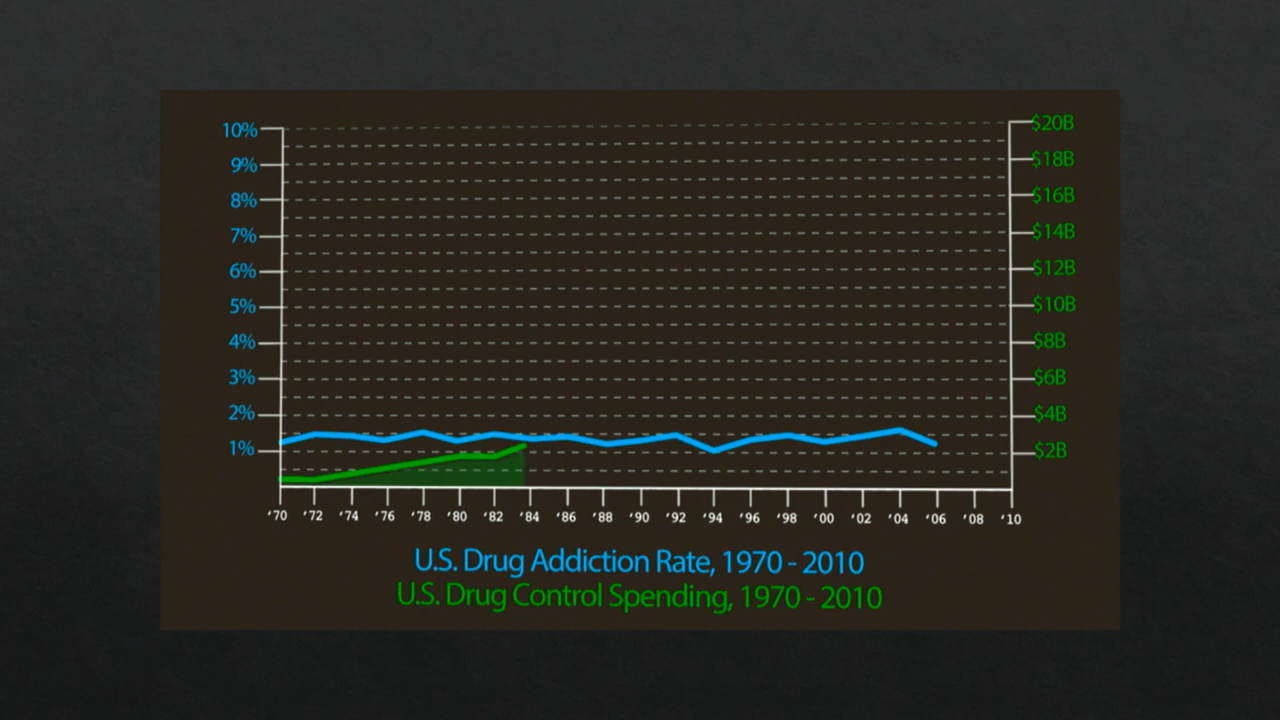 10%
9%
8%
7%
6%
5%
4%
3%
2%
1%
$20B
$18B
$16B
$14B
$12B
$10B
$8B
$6B
$4B
$2B
'70 '72 '74 '76 '78 '80 '82 '84 '86 '88 '90 '92 '94 '96 '98 '00 '02 '04 '06 '08 '10
U.S. Drug Addiction Rate, 1970 - 2010
U.S. Drug Control Spending, 1970 - 2010